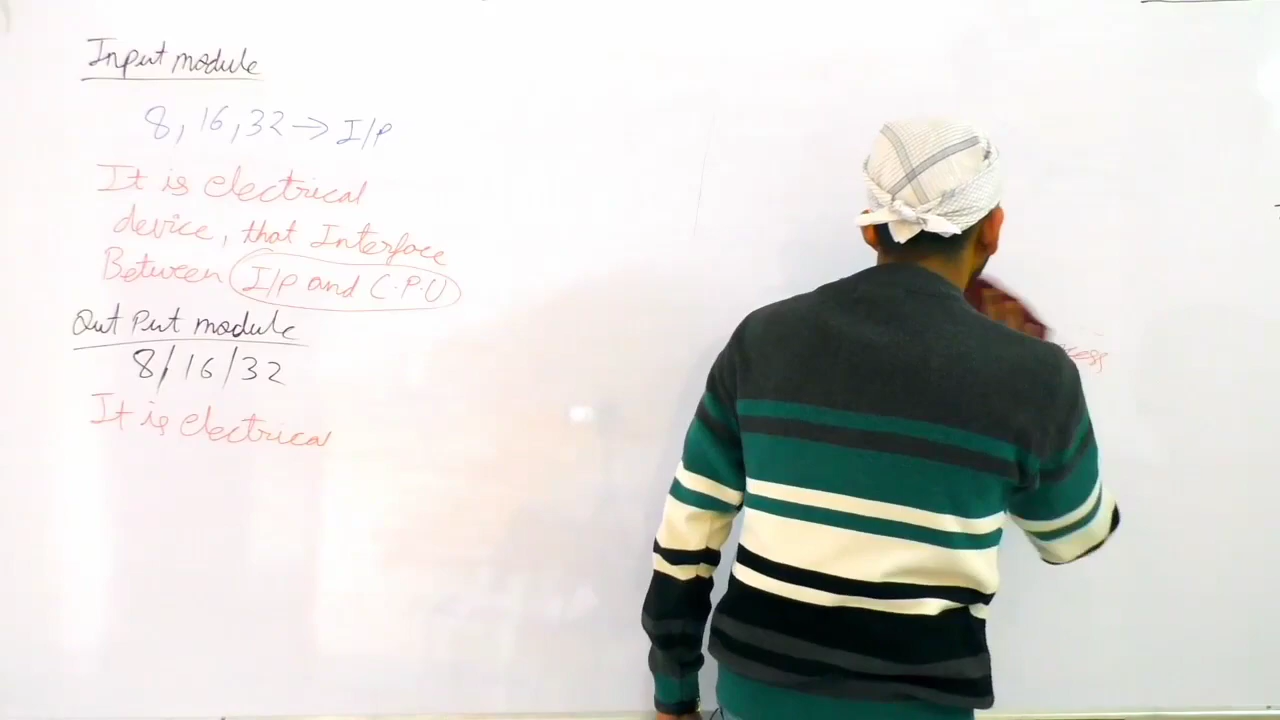 Input module
8, 16, 32 → I/P
It is electrical
device, that Interface
Between I/P and C.P.U
Out Put module
8/16/32
It is electrical